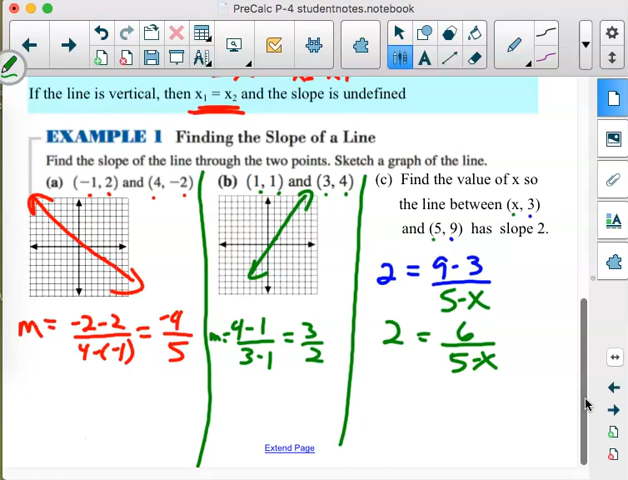 PreCalc P-4 studentnotes.notebook
If the line is vertical, then x₁ = x₂ and the slope is undefined
EXAMPLE 1 Finding the Slope of a Line
Find the slope of the line through the two points. Sketch a graph of the line.
(a) (−1, 2) and (4, −2)
m = -2-2 / 4-(-1) = -4 / 5
(b) (1, 1) and (3, 4)
m = 4-1 / 3-1 = 3 / 2
(c) Find the value of x so
the line between (x, 3)
and (5, 9) has slope 2.
2 = 9-3 / 5-x
2 = 6 / 5-x
Extend Page